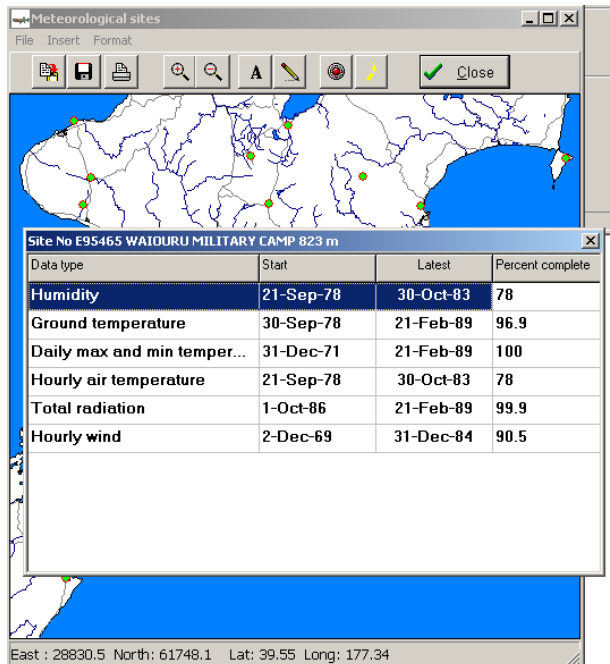 Meteorological sites
File Insert Format
A Close
Site No E95465 WAIOURU MILITARY CAMP 823 m
Data type Start Latest Percent complete
Humidity 21-Sep-78 30-Oct-83 78
Ground temperature 30-Sep-78 21-Feb-89 96.9
Daily max and min temper... 31-Dec-71 21-Feb-89 100
Hourly air temperature 21-Sep-78 30-Oct-83 78
Total radiation 1-Oct-86 21-Feb-89 99.9
Hourly wind 2-Dec-69 31-Dec-84 90.5
East : 28830.5 North: 61748.1 Lat: 39.55 Long: 177.34